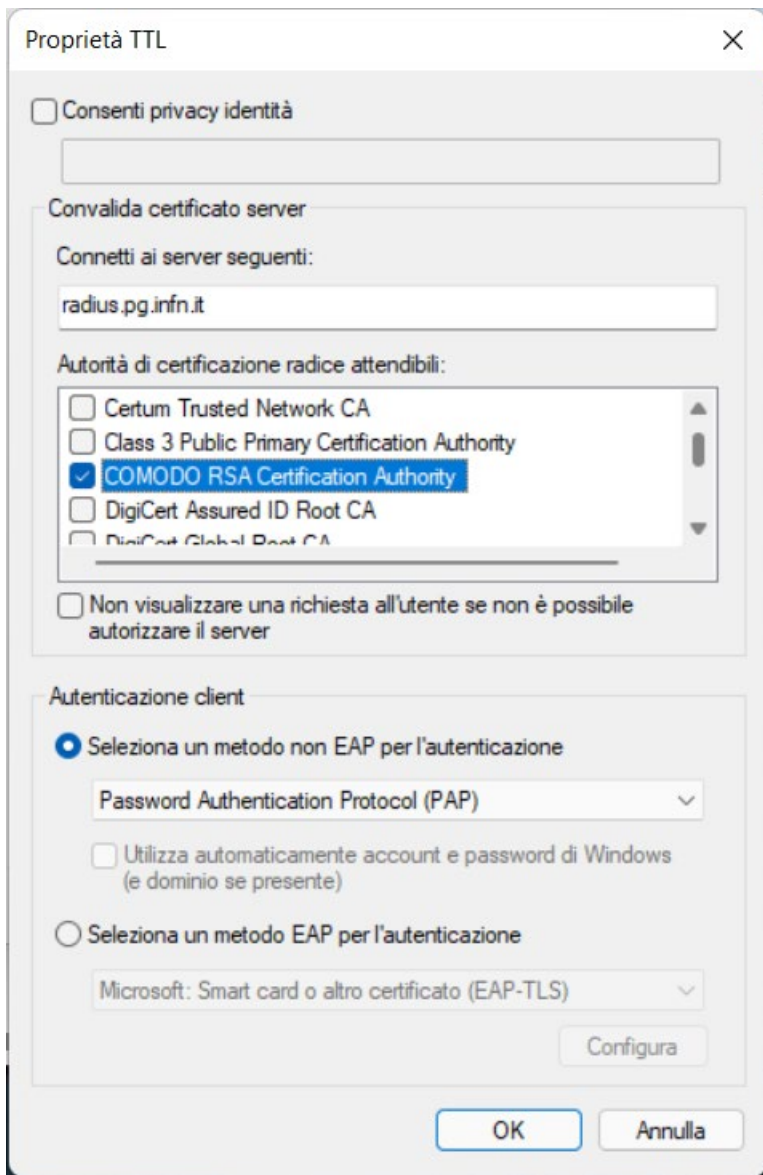 Proprietà TTL
Consenti privacy identità
Convalida certificato server
Connetti ai server seguenti:
radius.pg.infn.it
Autorità di certificazione radice attendibili:
Certum Trusted Network CA
Class 3 Public Primary Certification Authority
COMODO RSA Certification Authority
DigiCert Assured ID Root CA
DigiCert Global Root CA
Non visualizzare una richiesta all'utente se non è possibile
autorizzare il server
Autenticazione client
Seleziona un metodo non EAP per l'autenticazione
Password Authentication Protocol (PAP)
Utilizza automaticamente account e password di Windows
(e dominio se presente)
Seleziona un metodo EAP per l'autenticazione
Microsoft: Smart card o altro certificato (EAP-TLS)
Configura
OK
Annulla